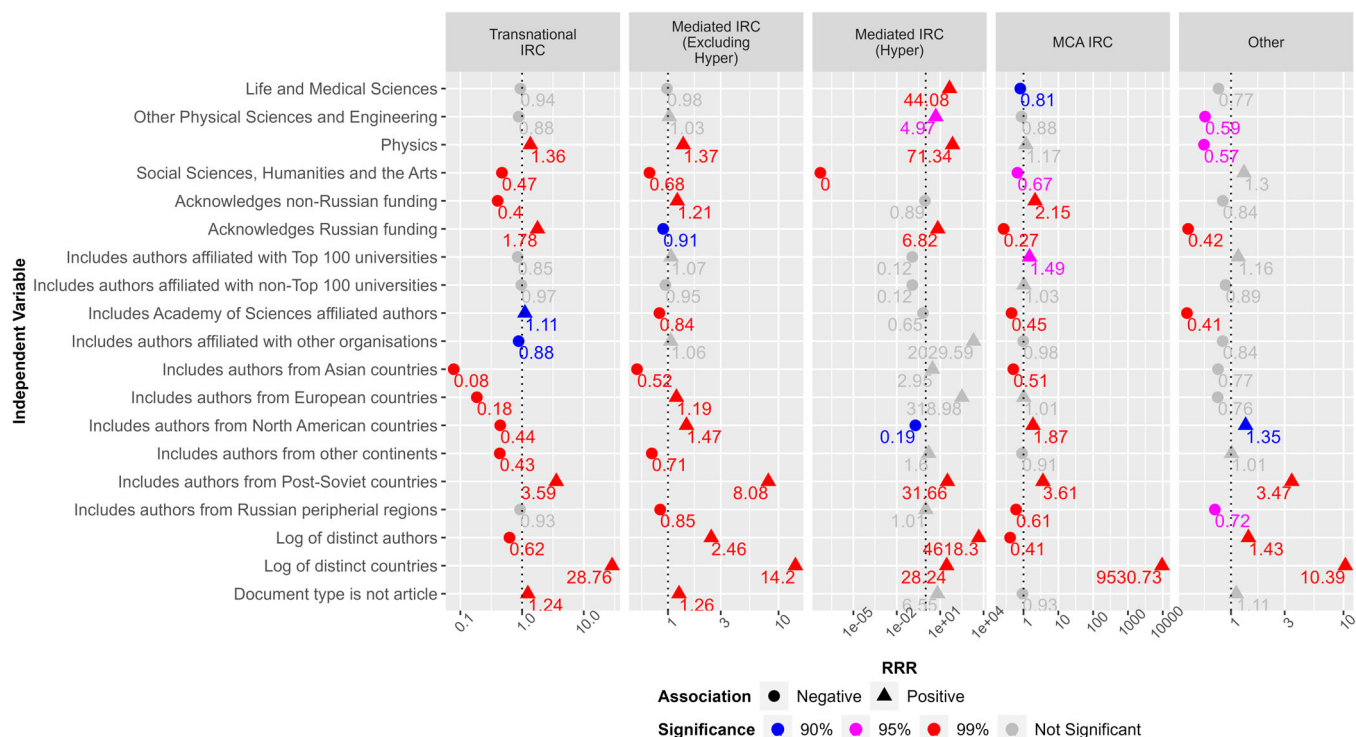 Transnational
IRC
Mediated IRC
(Excluding
Hyper)
Mediated IRC
(Hyper)
MCA IRC
Other
Independent Variable
Life and Medical Sciences 0.94 0.98 44.08 0.81 0.77
Other Physical Sciences and Engineering 0.88 1.03 4.97 0.88 0.59
Physics 1.36 1.37 71.34 1.17 0.57
Social Sciences, Humanities and the Arts 0.47 0.68 0 0.67 1.3
Acknowledges non-Russian funding 0.4 1.21 0.89 2.15 0.84
Acknowledges Russian funding 1.78 0.91 6.82 0.27 0.42
Includes authors affiliated with Top 100 universities 0.85 1.07 0.12 1.49 1.16
Includes authors affiliated with non-Top 100 universities 0.97 0.95 0.12 1.03 0.89
Includes Academy of Sciences affiliated authors 1.11 0.84 0.65 0.45 0.41
Includes authors affiliated with other organisations 0.88 1.06 2029.59 0.98 0.84
Includes authors from Asian countries 0.08 0.52 2.95 0.51 0.77
Includes authors from European countries 0.18 1.19 318.98 1.01 0.76
Includes authors from North American countries 0.44 1.47 0.19 1.87 1.35
Includes authors from other continents 0.43 0.71 1.6 0.91 1.01
Includes authors from Post-Soviet countries 3.59 8.08 31.66 3.61 3.47
Includes authors from Russian peripherial regions 0.93 0.85 1.01 0.61 0.72
Log of distinct authors 0.62 2.46 4618.3 0.41 1.43
Log of distinct countries 28.76 14.2 28.24 9530.73 10.39
Document type is not article 1.24 1.26 6.55 0.93 1.11
0.1 1.0 10.0 1 3 10 1e-05 1e-02 1e+01 1e+04 1 10 100 1000 10000 1 3 10
RRR
Association Negative Positive
Significance 90% 95% 99% Not Significant